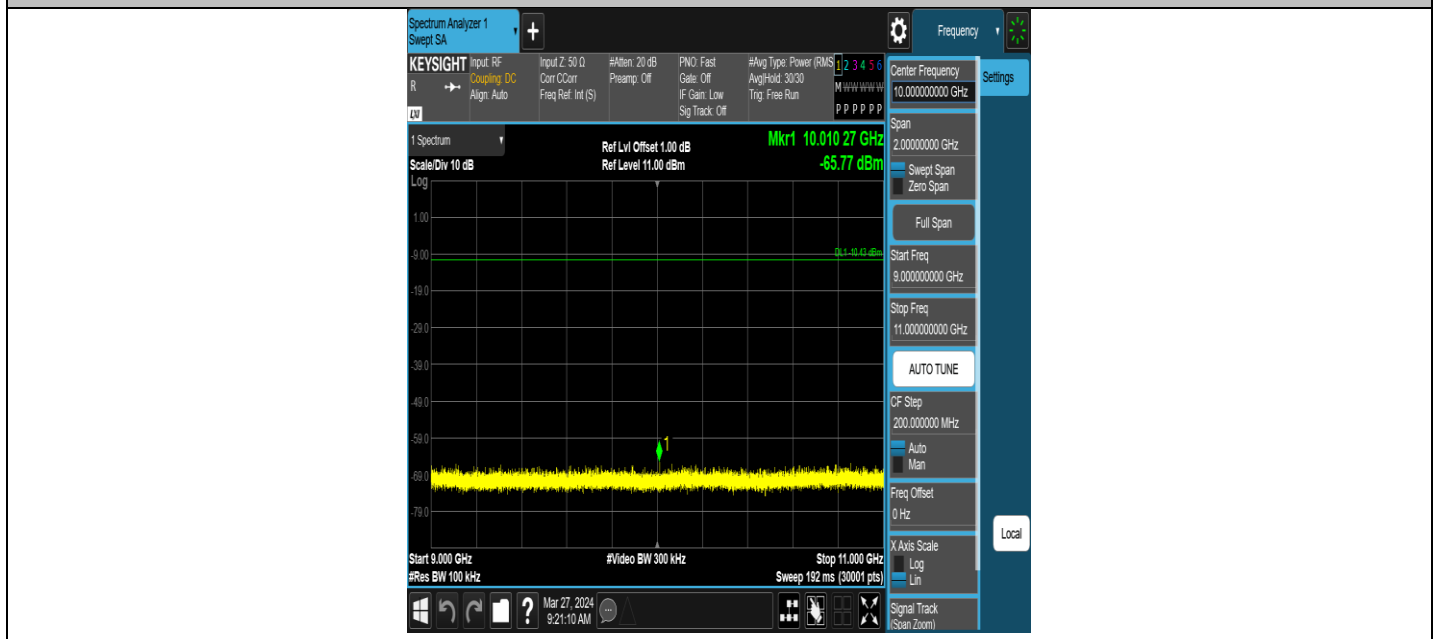 Spectrum Analyzer 1
Swept SA
Frequency
KEYSIGHT
R
LXI
Input: RF
Coupling: DC
Align: Auto
Input Z: 50 Ω
Corr CCorr
Freq Ref: Int (S)
#Atten: 20 dB
Preamp: Off
PNO: Fast
Gate: Off
IF Gain: Low
Sig Track: Off
#Avg Type: Power (RMS
Avg|Hold: 30/30
Trig: Free Run
1 2 3 4 5 6
M W W W W W
P P P P P P
1 Spectrum
Scale/Div 10 dB
Log
Ref Lvl Offset 1.00 dB
Ref Level 11.00 dBm
Mkr1 10.010 27 GHz
-65.77 dBm
1.00
-9.00
DL1 -10.43 dBm
-19.0
-29.0
-39.0
-49.0
-59.0
1
-69.0
-79.0
Start 9.000 GHz
#Video BW 300 kHz
Stop 11.000 GHz
#Res BW 100 kHz
Sweep 192 ms (30001 pts)
Mar 27, 2024
9:21:10 AM
?
Center Frequency
10.00000000 GHz
Settings
Span
2.00000000 GHz
Swept Span
Zero Span
Full Span
Start Freq
9.000000000 GHz
Stop Freq
11.000000000 GHz
AUTO TUNE
CF Step
200.000000 MHz
Auto
Man
Freq Offset
0 Hz
X Axis Scale
Log
Lin
Local
Signal Track
(Span Zoom)